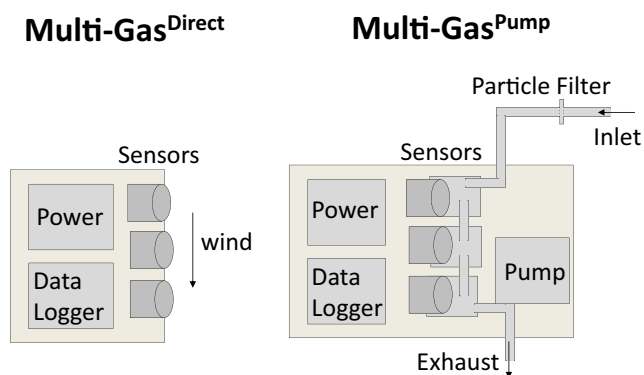 Multi-Gas^Direct
Sensors
Power
Data
Logger
wind
Multi-Gas^Pump
Particle Filter
Inlet
Sensors
Power
Data
Logger
Pump
Exhaust